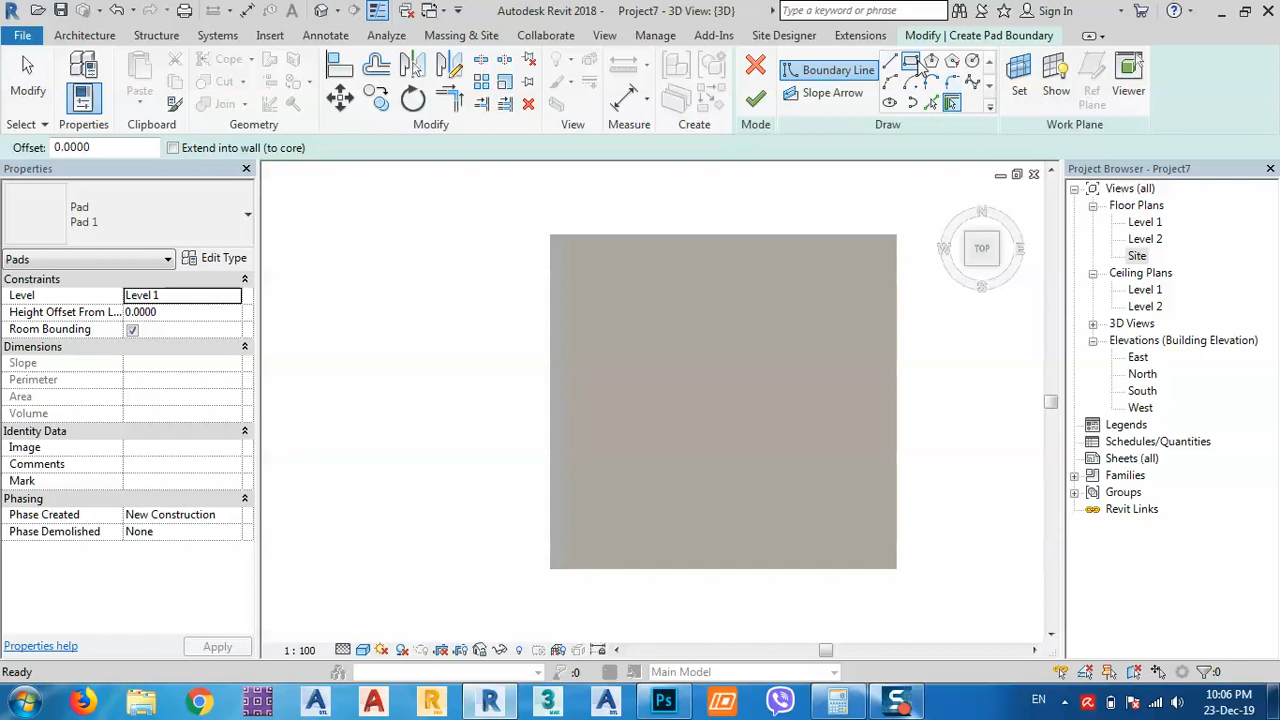 Autodesk Revit 2018 - Project7 - 3D View: {3D}
Type a keyword or phrase
Sign In
File
Architecture
Structure
Systems
Insert
Annotate
Analyze
Massing & Site
Collaborate
View
Manage
Add-Ins
Site Designer
Extensions
Modify | Create Pad Boundary
Modify
Select
Properties
Paste
Clipboard
Cope
Cut
Join
Geometry
Modify
View
Measure
Create
Mode
Boundary Line
Slope Arrow
Draw
Set
Show
Ref
Plane
Viewer
Work Plane
Offset: 0.0000
Extend into wall (to core)
Properties
Pad
Pad 1
Pads
Edit Type
Constraints
Level Level 1
Height Offset From L... 0.0000
Room Bounding
Dimensions
Slope
Perimeter
Area
Volume
Identity Data
Image
Comments
Mark
Phasing
Phase Created New Construction
Phase Demolished None
Properties help
Apply
N
W
TOP
E
S
1 : 100
Project Browser - Project7
Views (all)
Floor Plans
Level 1
Level 2
Site
Ceiling Plans
Level 1
Level 2
3D Views
Elevations (Building Elevation)
East
North
South
West
Legends
Schedules/Quantities
Sheets (all)
Families
Groups
Revit Links
Ready
:0
Main Model
:0
EN
10:06 PM
23-Dec-19